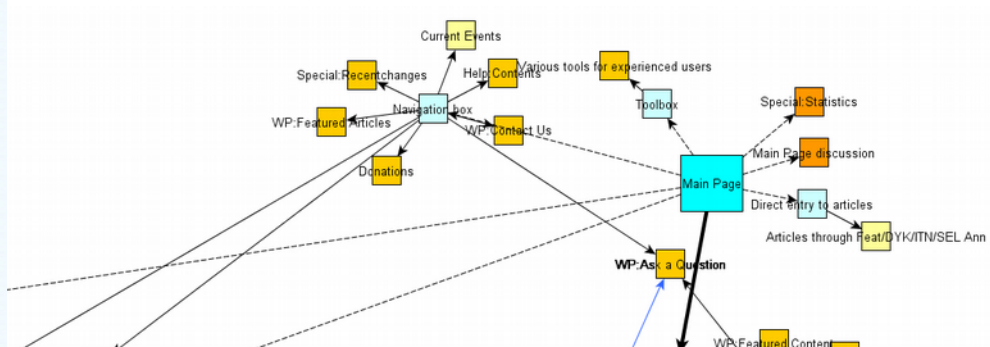 Current Events
Special:Recentchanges
Help:Contents
Various tools for experienced users
Navigation box
Toolbox
Special:Statistics
WP:Featured Articles
WP:Contact Us
Main Page discussion
Donations
Main Page
Direct entry to articles
Articles through Feat/DYK/ITN/SEL Ann
WP:Ask a Question
WP:Featured Content